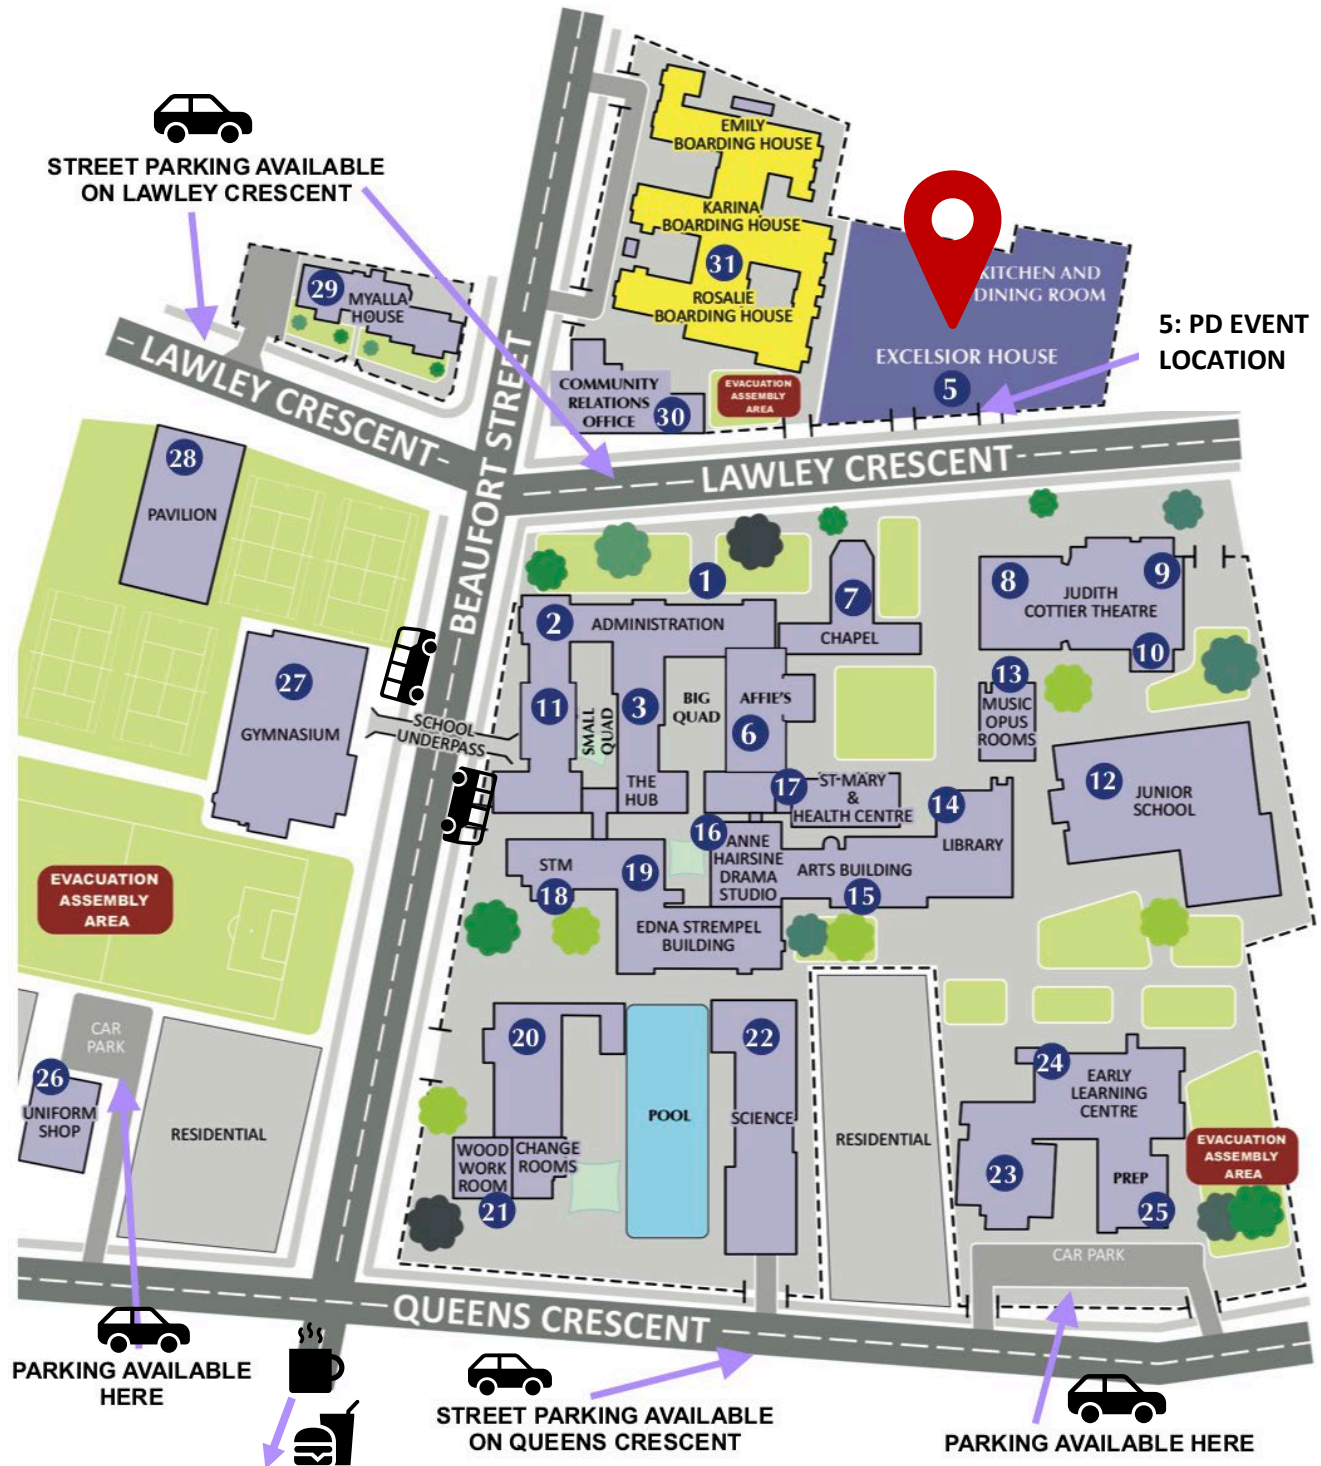 STREET PARKING AVAILABLE
ON LAWLEY CRESCENT
EMILY
BOARDING HOUSE
KARINA
BOARDING HOUSE
31
ROSALIE
BOARDING HOUSE
KITCHEN AND
DINING ROOM
EXCELSIOR HOUSE
5
5: PD EVENT
LOCATION
29
MYALLA
HOUSE
COMMUNITY
RELATIONS
OFFICE
30
EVACUATION
ASSEMBLY
AREA
LAWLEY CRESCENT
BEAUFORT STREET
LAWLEY CRESCENT
28
PAVILION
27
GYMNASIUM
SCHOOL
UNDERPASS
1
2
ADMINISTRATION
7
CHAPEL
8
9
JUDITH
COTTIER THEATRE
10
11
SMALL
QUAD
3
THE
HUB
BIG
QUAD
AFFIE'S
6
13
MUSIC
OPUS
ROOMS
12
JUNIOR
SCHOOL
17
ST MARY
&
HEALTH CENTRE
14
LIBRARY
16
ANNE
HAIRSINE
DRAMA
STUDIO
ARTS BUILDING
15
STM
18
19
EDNA STREMPEL
BUILDING
EVACUATION
ASSEMBLY
AREA
CAR
PARK
26
UNIFORM
SHOP
RESIDENTIAL
20
WOOD
WORK
ROOM
21
CHANGE
ROOMS
POOL
22
SCIENCE
RESIDENTIAL
24
EARLY
LEARNING
CENTRE
23
PREP
25
EVACUATION
ASSEMBLY
AREA
CAR PARK
QUEENS CRESCENT
PARKING AVAILABLE
HERE
STREET PARKING AVAILABLE
ON QUEENS CRESCENT
PARKING AVAILABLE HERE